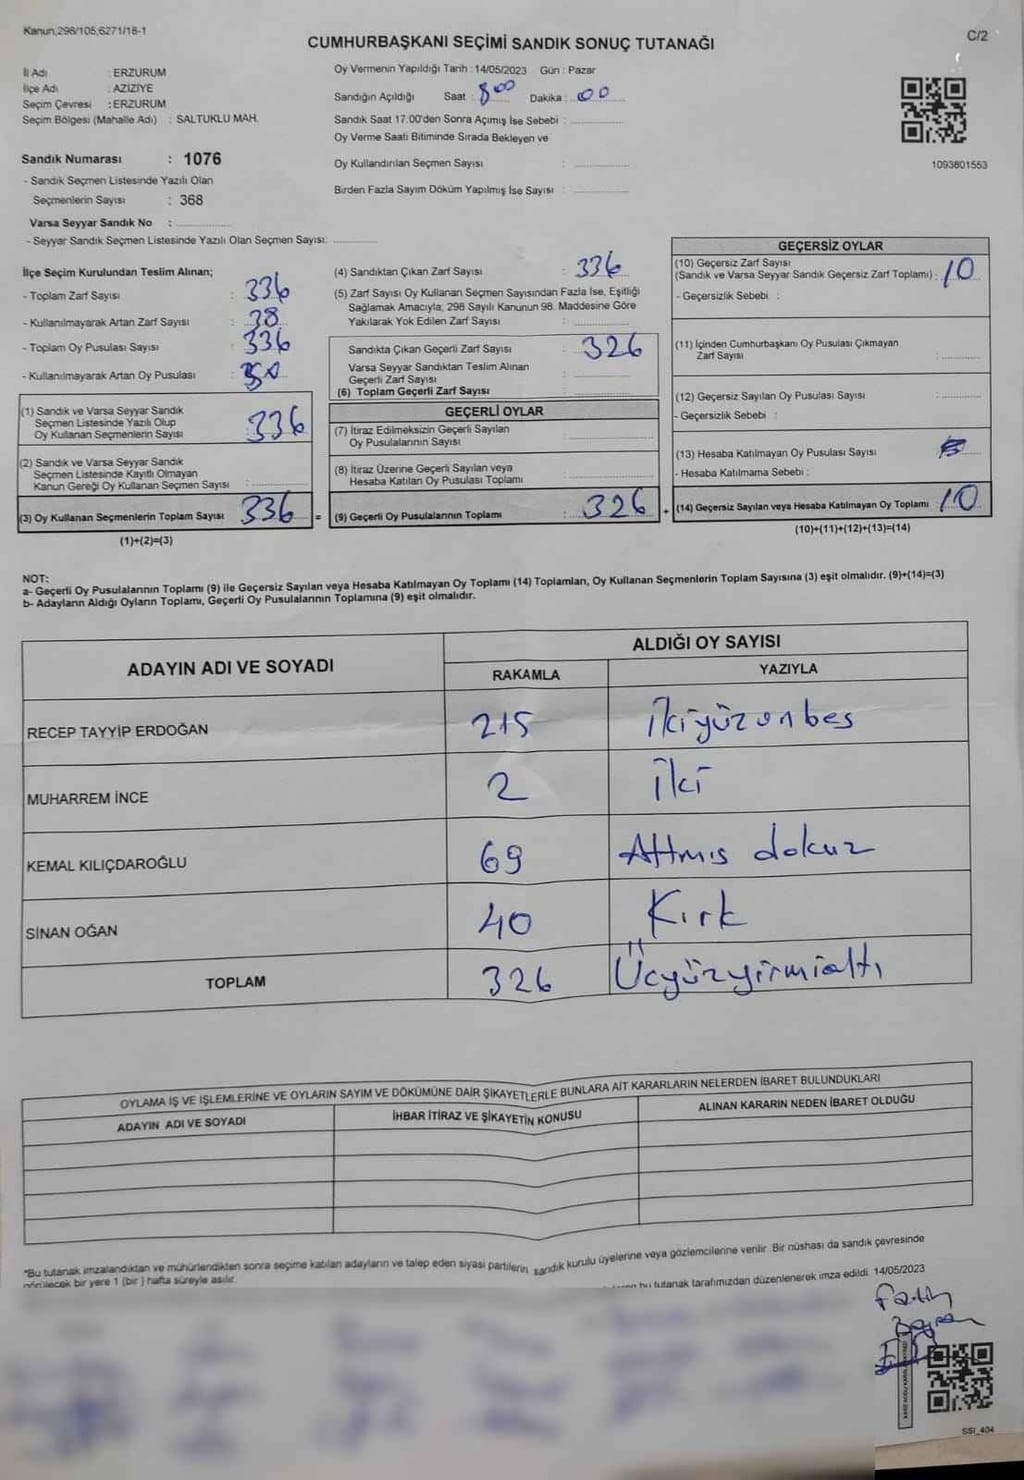 Kanun,298/105,6271/18-1
C/2
CUMHURBAŞKANI SEÇİMİ SANDIK SONUÇ TUTANAĞI
İl Adı : ERZURUM
İlçe Adı : AZİZİYE
Seçim Çevresi : ERZURUM
Seçim Bölgesi (Mahalle Adı) : SALTUKLU MAH.
Sandık Numarası : 1076
- Sandık Seçmen Listesinde Yazılı Olan
Seçmenlerin Sayısı : 368
Varsa Seyyar Sandık No :
- Seyyar Sandık Seçmen Listesinde Yazılı Olan Seçmen Sayısı:
Oy Vermenin Yapıldığı Tarih : 14/05/2023 Gün : Pazar
Sandığın Açıldığı Saat : 8 00 Dakika : 00
Sandık Saat 17:00'den Sonra Açımış İse Sebebi :
Oy Verme Saati Bitiminde Sırada Bekleyen ve
Oy Kullandırılan Seçmen Sayısı :
Birden Fazla Sayım Döküm Yapılmış İse Sayısı :
1093801553
İlçe Seçim Kurulundan Teslim Alınan;
- Toplam Zarf Sayısı : 336
- Kullanılmayarak Artan Zarf Sayısı : 38
- Toplam Oy Pusulası Sayısı : 336
- Kullanılmayarak Artan Oy Pusulası :
(1) Sandık ve Varsa Seyyar Sandık
Seçmen Listesinde Yazılı Olup
Oy Kullanan Seçmenlerin Sayısı 336
(2) Sandık ve Varsa Seyyar Sandık
Seçmen Listesinde Kayıtlı Olmayan
Kanun Gereği Oy Kullanan Seçmen Sayısı :
(3) Oy Kullanan Seçmenlerin Toplam Sayısı 336 =
(1)+(2)=(3)
(4) Sandıktan Çıkan Zarf Sayısı : 336
(5) Zarf Sayısı Oy Kullanan Seçmen Sayısından Fazla İse, Eşitliği
Sağlamak Amacıyla; 298 Sayılı Kanunun 98. Maddesine Göre
Yakılarak Yok Edilen Zarf Sayısı :
Sandıkta Çıkan Geçerli Zarf Sayısı : 326
Varsa Seyyar Sandıktan Teslim Alınan
Geçerli Zarf Sayısı :
(6) Toplam Geçerli Zarf Sayısı :
GEÇERLİ OYLAR
(7) İtiraz Edilmeksizin Geçerli Sayılan
Oy Pusulalarının Sayısı :
(8) İtiraz Üzerine Geçerli Sayılan veya
Hesaba Katılan Oy Pusulası Toplamı :
(9) Geçerli Oy Pusulalarının Toplamı : 326 +
GEÇERSİZ OYLAR
(10) Geçersiz Zarf Sayısı
(Sandık ve Varsa Seyyar Sandık Geçersiz Zarf Toplamı) : 10
- Geçersizlik Sebebi :
(11) İçinden Cumhurbaşkanı Oy Pusulası Çıkmayan
Zarf Sayısı :
(12) Geçersiz Sayılan Oy Pusulası Sayısı :
- Geçersizlik Sebebi :
(13) Hesaba Katılmayan Oy Pusulası Sayısı :
- Hesaba Katılmama Sebebi :
(14) Geçersiz Sayılan veya Hesaba Katılmayan Oy Toplamı 10
(10)+(11)+(12)+(13)=(14)
NOT:
a- Geçerli Oy Pusulalarının Toplamı (9) ile Geçersiz Sayılan veya Hesaba Katılmayan Oy Toplamı (14) Toplamları, Oy Kullanan Seçmenlerin Toplam Sayısına (3) eşit olmalıdır. (9)+(14)=(3)
b- Adayların Aldığı Oyların Toplamı, Geçerli Oy Pusulalarının Toplamına (9) eşit olmalıdır.
ADAYIN ADI VE SOYADI ALDIĞI OY SAYISI
RAKAMLA YAZIYLA
RECEP TAYYİP ERDOĞAN 215 ikiyüzonbeş
MUHARREM İNCE 2 iki
KEMAL KILIÇDAROĞLU 69 Altmış dokuz
SİNAN OĞAN 40 Kırk
TOPLAM 326 Üçyüzyirmialtı
OYLAMA İŞ VE İŞLEMLERİNE VE OYLARIN SAYIM VE DÖKÜMÜNE DAİR ŞİKAYETLERLE BUNLARA AİT KARARLARIN NELERDEN İBARET BULUNDUKLARI
ADAYIN ADI VE SOYADI İHBAR İTİRAZ VE ŞİKAYETİN KONUSU ALINAN KARARIN NEDEN İBARET OLDUĞU
*Bu tutanak imzalandıktan ve mühürlendikten sonra seçime katılan adayların ve talep eden siyasi partilerin sandık kurulu üyelerine veya gözlemcilerine verilir. Bir nüshası da sandık çevresinde
görülecek bir yere 1 (bir ) hafta süreyle asılır.
bu tutanak tarafımızdan düzenlenerek imza edildi. 14/05/2023
Fatih
SSI_404